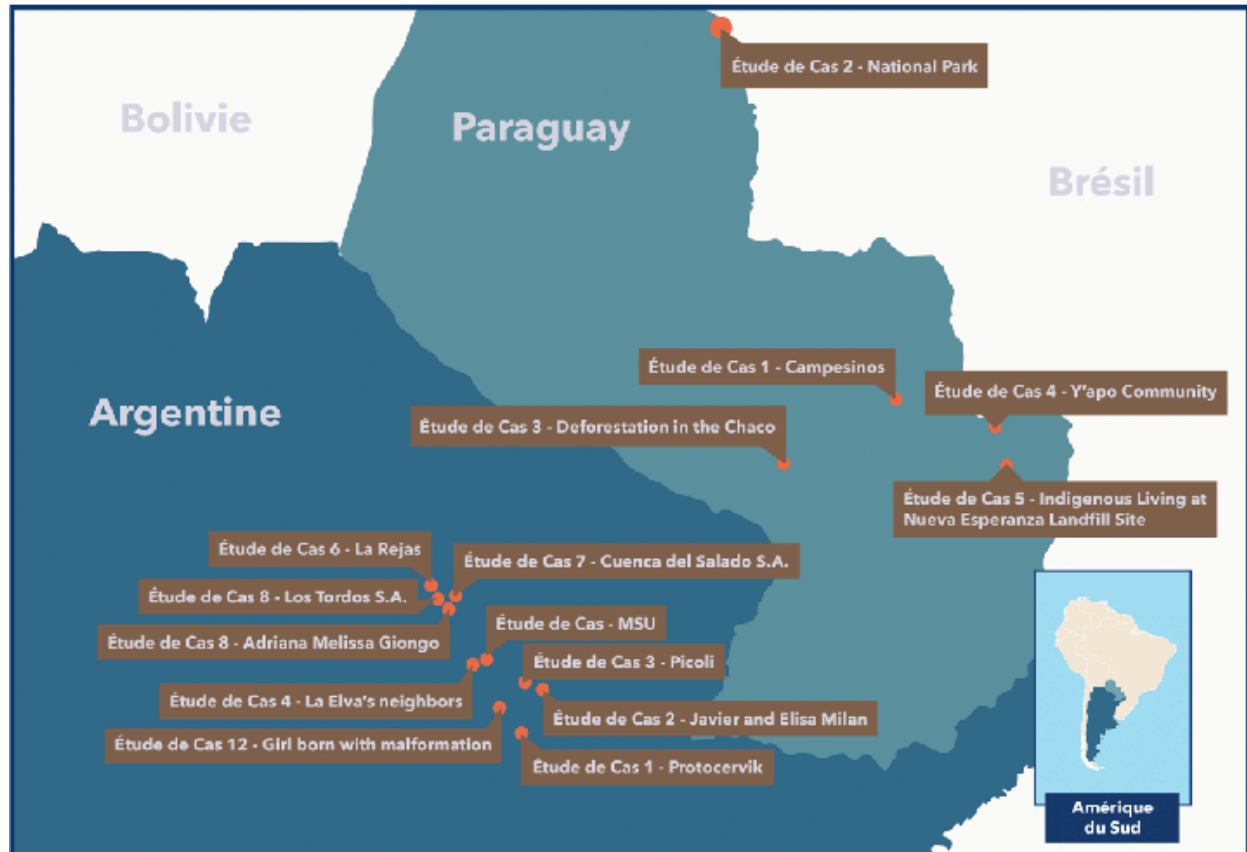 Étude de Cas 2 - National Park
Bolivie
Paraguay
Brésil
Étude de Cas 1 - Campesinos
Étude de Cas 4 - Y'apo Community
Argentine
Étude de Cas 3 - Deforestation in the Chaco
Étude de Cas 5 - Indigenous Living at
Nueva Esperanza Landfill Site
Étude de Cas 6 - La Rejas
Étude de Cas 7 - Cuenca del Salado S.A.
Étude de Cas 8 - Los Tordos S.A.
Étude de Cas - MSU
Étude de Cas 8 - Adriana Melissa Giongo
Étude de Cas 3 - Picoli
Étude de Cas 4 - La Elva's neighbors
Étude de Cas 2 - Javier and Elisa Milan
Étude de Cas 12 - Girl born with malformation
Étude de Cas 1 - Protocervik
Amérique
du Sud